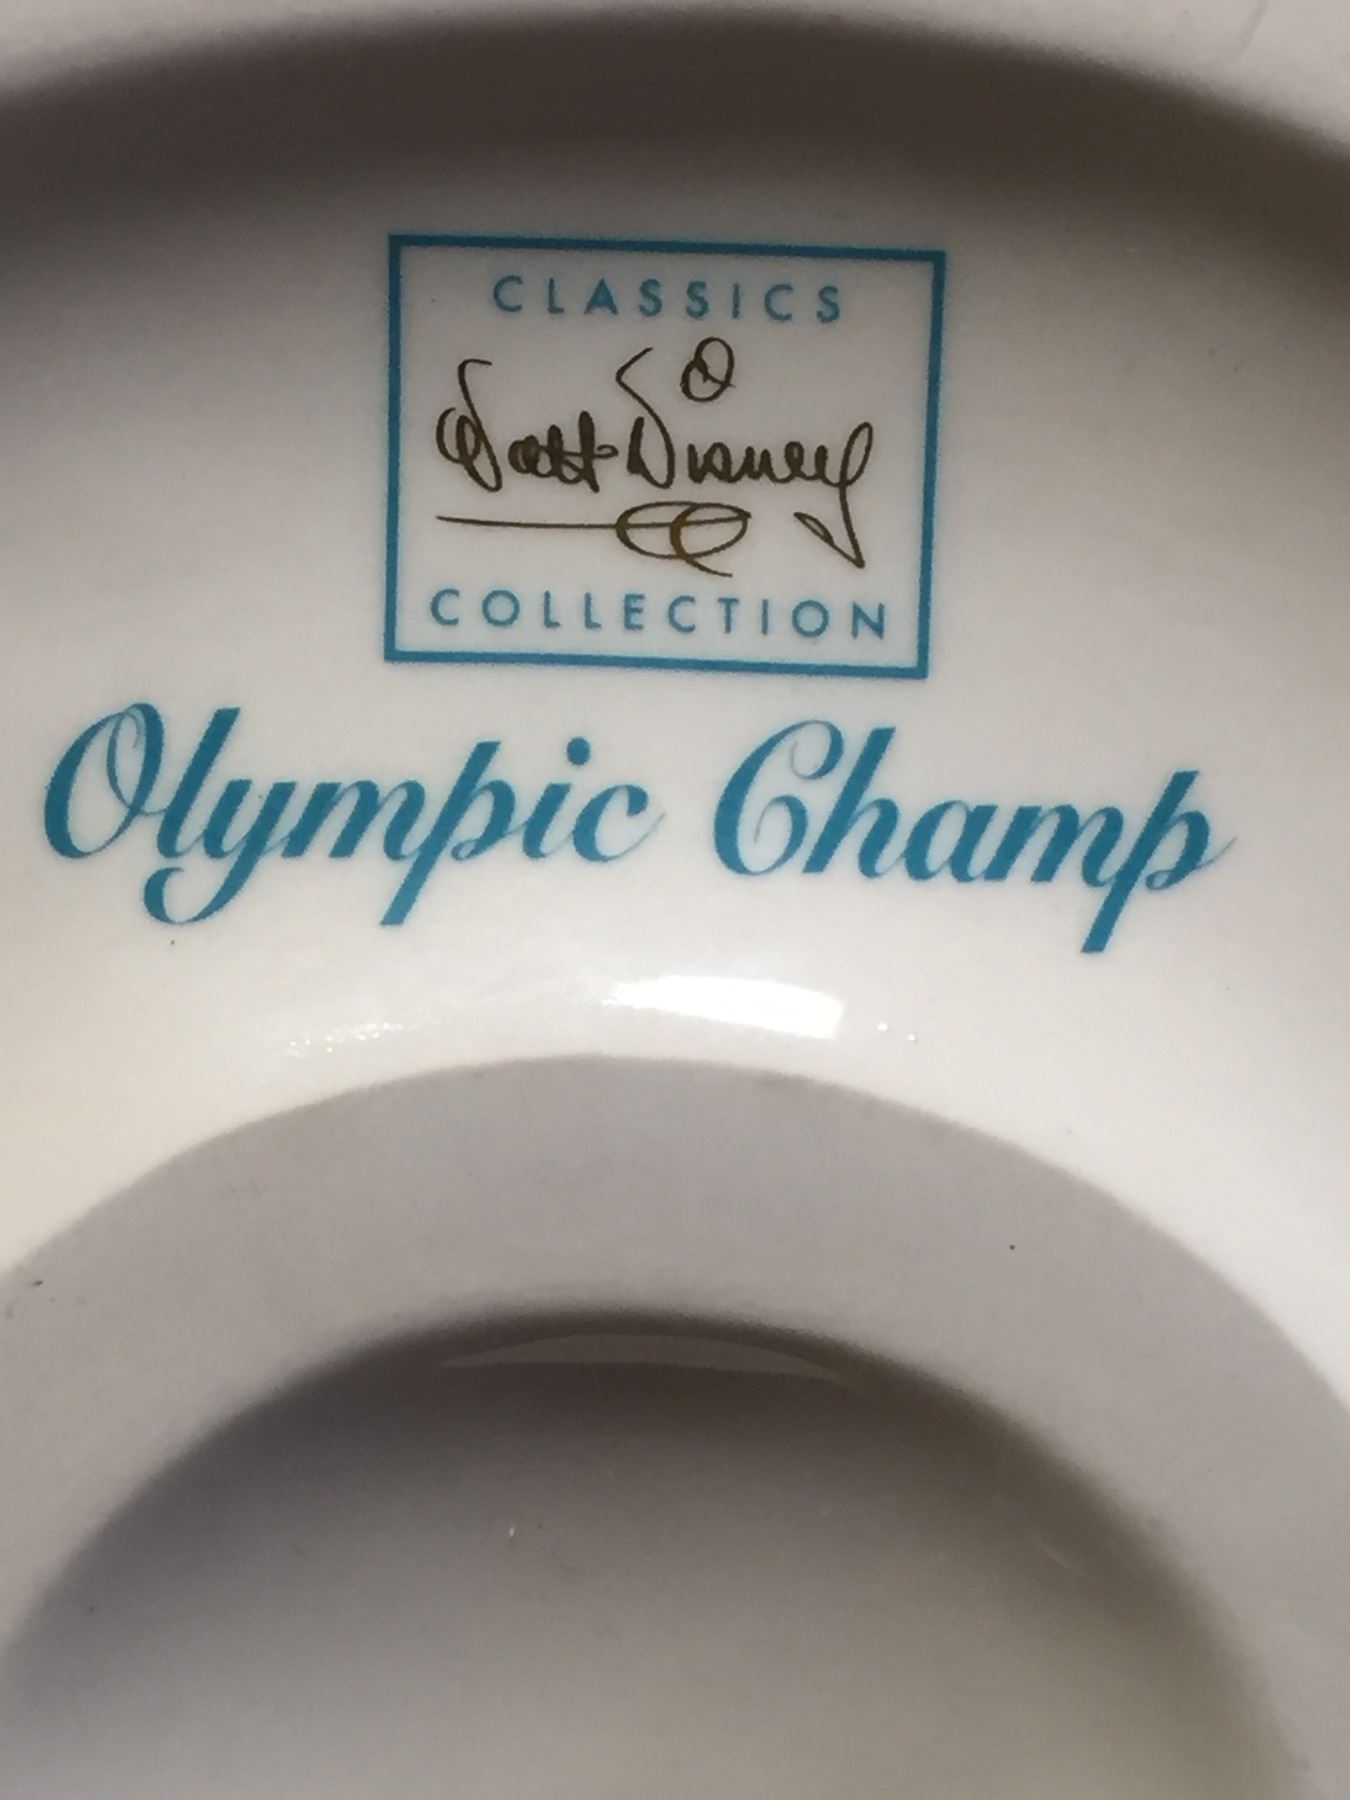 CLASSICS
Walt Disney
COLLECTION
Olympic Champ